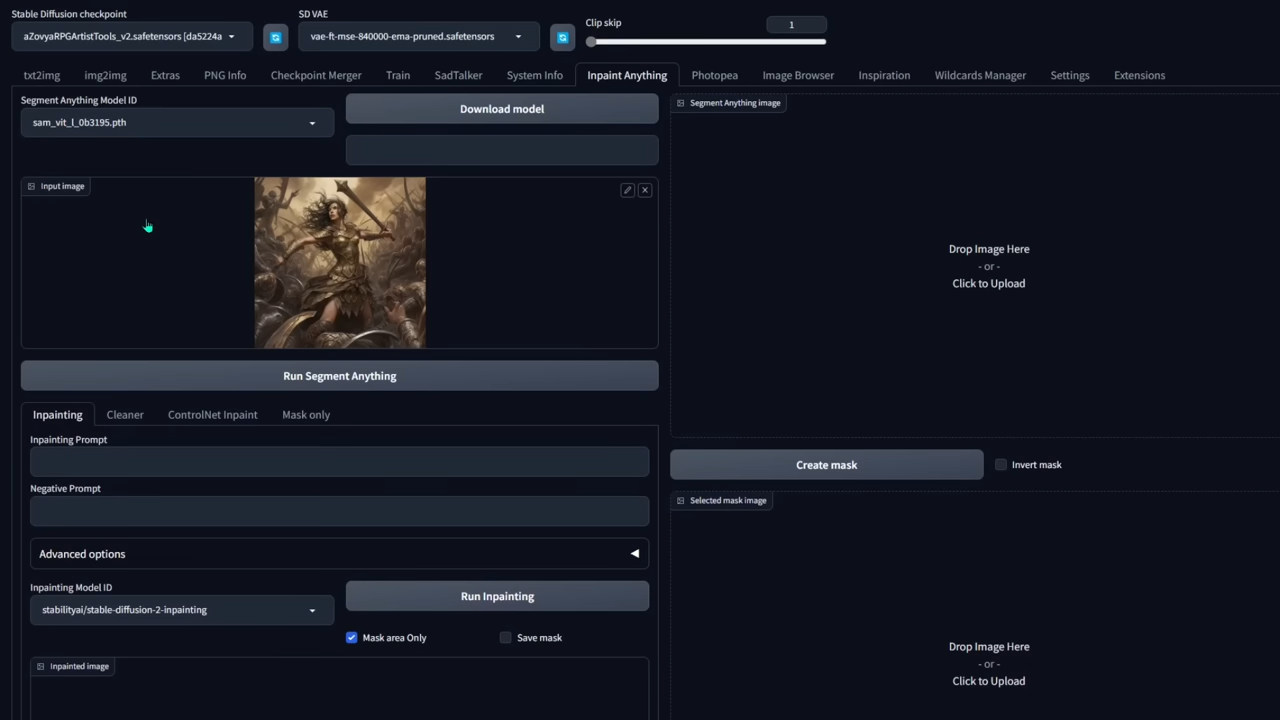 Stable Diffusion checkpoint
aZovyaRPGArtistTools_v2.safetensors [da5224a
SD VAE
vae-ft-mse-840000-ema-pruned.safetensors
Clip skip
1
txt2img
img2img
Extras
PNG Info
Checkpoint Merger
Train
SadTalker
System Info
Inpaint Anything
Photopea
Image Browser
Inspiration
Wildcards Manager
Settings
Extensions
Segment Anything Model ID
sam_vit_l_0b3195.pth
Download model
Input image
Run Segment Anything
Inpainting
Cleaner
ControlNet Inpaint
Mask only
Inpainting Prompt
Negative Prompt
Advanced options
Inpainting Model ID
stabilityai/stable-diffusion-2-inpainting
Run Inpainting
Mask area Only
Save mask
Inpainted image
Segment Anything image
Drop Image Here
- or -
Click to Upload
Create mask
Invert mask
Selected mask image
Drop Image Here
- or -
Click to Upload